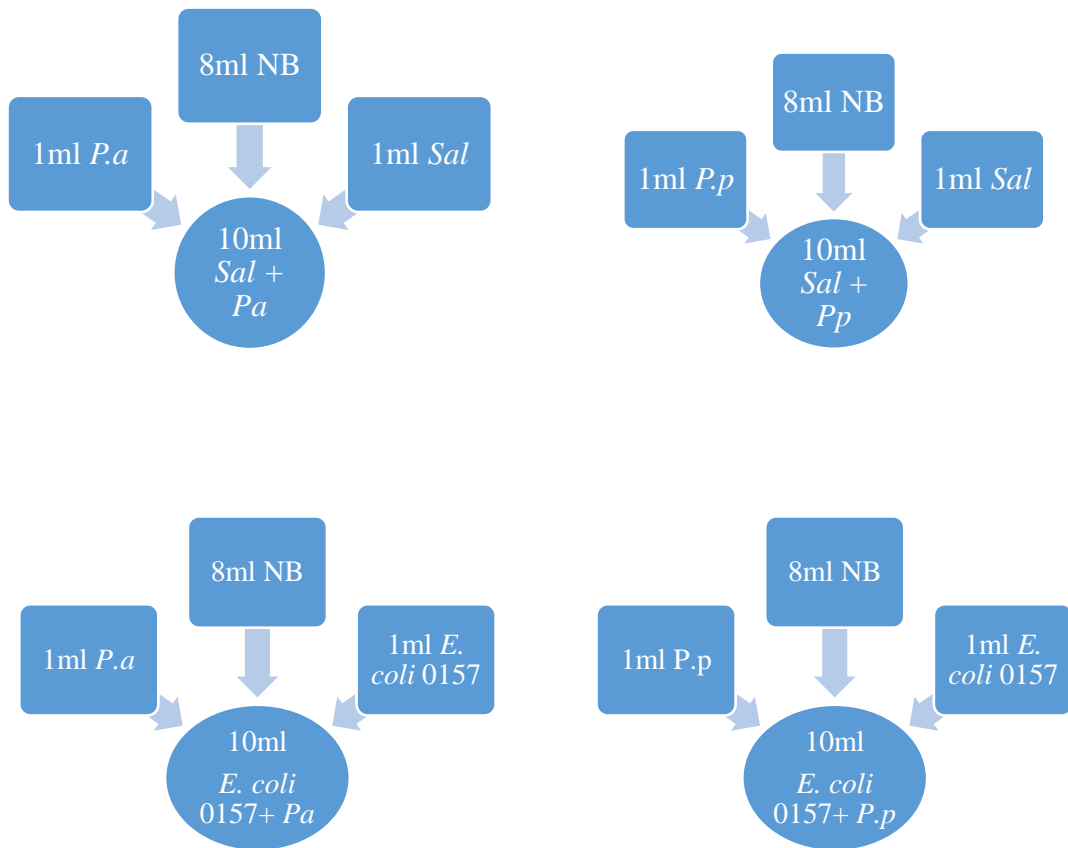 8ml NB
1ml P.a
1ml Sal
10ml
Sal +
Pa
8ml NB
1ml P.p
1ml Sal
10ml
Sal +
Pp
8ml NB
1ml P.a
1ml E.
coli 0157
10ml
E. coli
0157+ Pa
8ml NB
1ml P.p
1ml E.
coli 0157
10ml
E. coli
0157+ P.p